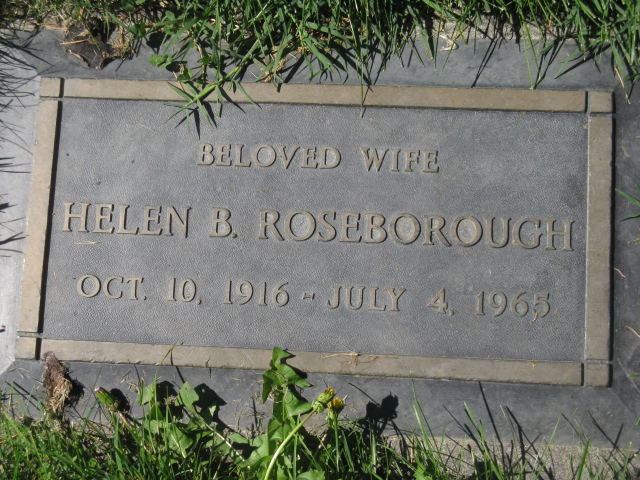 BELOVED WIFE
HELEN B. ROSEBOROUGH
OCT. 10, 1916 - JULY 4, 1965